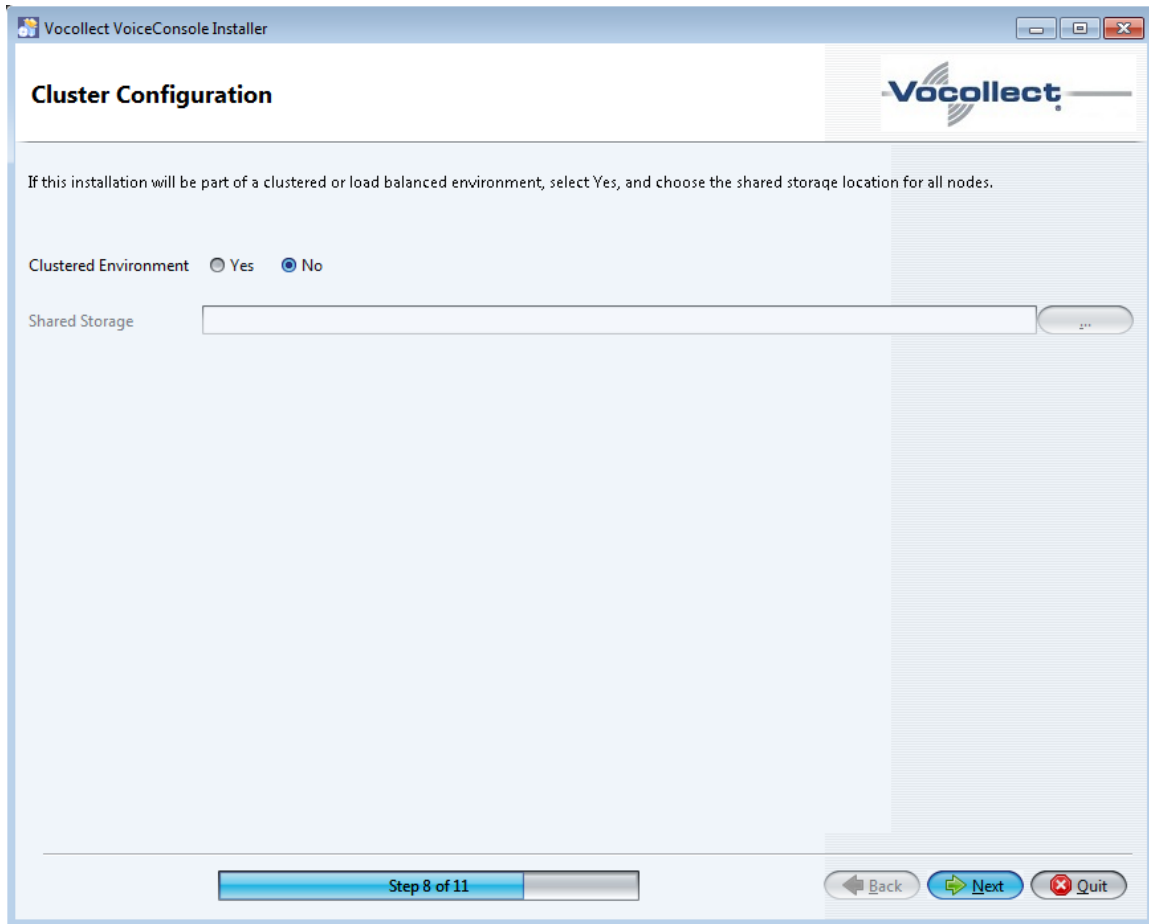 Vocollect VoiceConsole Installer
Cluster Configuration
Vocollect
If this installation will be part of a clustered or load balanced environment, select Yes, and choose the shared storage location for all nodes.
Clustered Environment Yes No
Shared Storage ...
Step 8 of 11 Back Next Quit